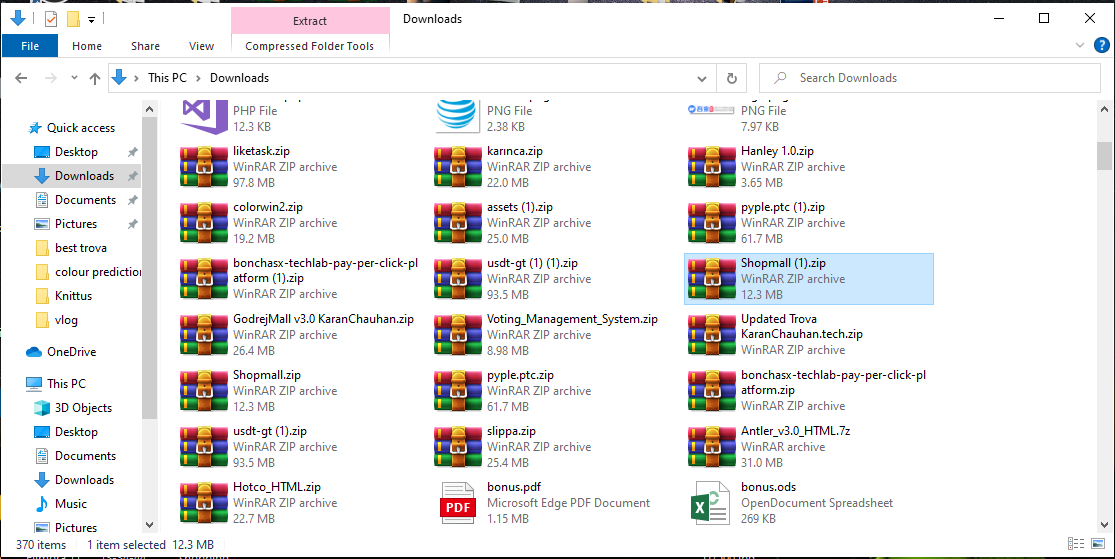 Extract
Downloads
File
Home
Share
View
Compressed Folder Tools
This PC
Downloads
Search Downloads
Quick access
Desktop
Downloads
Documents
Pictures
best trova
colour prediction
Knittus
vlog
OneDrive
This PC
3D Objects
Desktop
Documents
Downloads
Music
Pictures
PHP File
12.3 KB
PNG File
2.38 KB
PNG File
7.97 KB
liketask.zip
WinRAR ZIP archive
97.8 MB
karınca.zip
WinRAR ZIP archive
22.0 MB
Hanley 1.0.zip
WinRAR ZIP archive
3.65 MB
colorwin2.zip
WinRAR ZIP archive
19.2 MB
assets (1).zip
WinRAR ZIP archive
25.0 MB
pyple.ptc (1).zip
WinRAR ZIP archive
61.7 MB
bonchasx-techlab-pay-per-click-pl
atform (1).zip
WinRAR ZIP archive
usdt-gt (1) (1).zip
WinRAR ZIP archive
93.5 MB
Shopmall (1).zip
WinRAR ZIP archive
12.3 MB
GodrejMall v3.0 KaranChauhan.zip
WinRAR ZIP archive
26.4 MB
Voting_Management_System.zip
WinRAR ZIP archive
8.98 MB
Updated Trova
KaranChauhan.tech.zip
WinRAR ZIP archive
Shopmall.zip
WinRAR ZIP archive
12.3 MB
pyple.ptc.zip
WinRAR ZIP archive
61.7 MB
bonchasx-techlab-pay-per-click-pl
atform.zip
WinRAR ZIP archive
usdt-gt (1).zip
WinRAR ZIP archive
93.5 MB
slippa.zip
WinRAR ZIP archive
25.4 MB
Antler_v3.0_HTML.7z
WinRAR archive
31.0 MB
Hotco_HTML.zip
WinRAR ZIP archive
22.7 MB
PDF
bonus.pdf
Microsoft Edge PDF Document
1.15 MB
bonus.ods
OpenDocument Spreadsheet
269 KB
370 items
1 item selected
12.3 MB